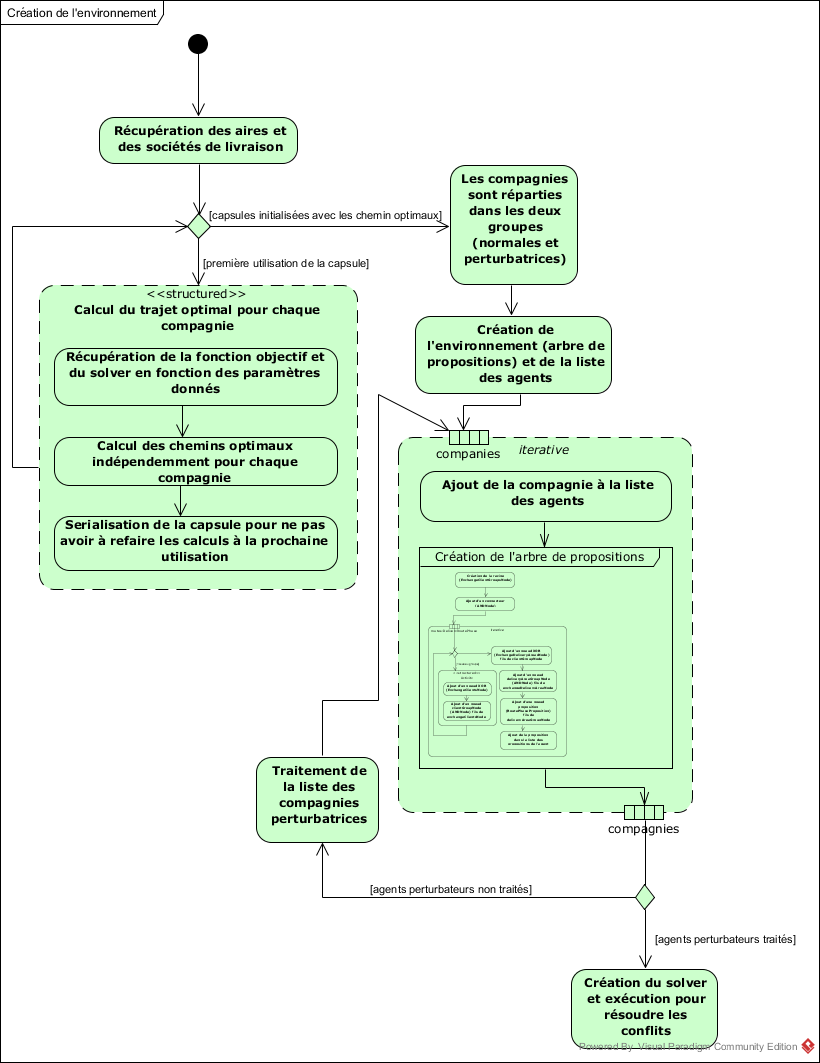 Création de l'environnement
Récupération des aires et
des sociétés de livraison
[capsules initialisées avec les chemin optimaux]
[première utilisation de la capsule]
Les compagnies
sont réparties
dans les deux
groupes
(normales et
perturbatrices)
<<structured>>
Calcul du trajet optimal pour chaque
compagnie
Récupération de la fonction objectif et
du solver en fonction des paramètres
donnés
Calcul des chemins optimaux
indépendemment pour chaque
compagnie
Serialisation de la capsule pour ne pas
avoir à refaire les calculs à la prochaine
utilisation
Création de
l'environnement (arbre de
propositions) et de la liste
des agents
companies
iterative
Ajout de la compagnie à la liste
des agents
Création de l'arbre de propositions
Création de la racine
iterative
Traitement de
la liste des
compagnies
perturbatrices
compagnies
[agents perturbateurs non traités]
[agents perturbateurs traités]
Création du solver
et exécution pour
résoudre les
conflits
Powered By Visual Paradigm Community Edition